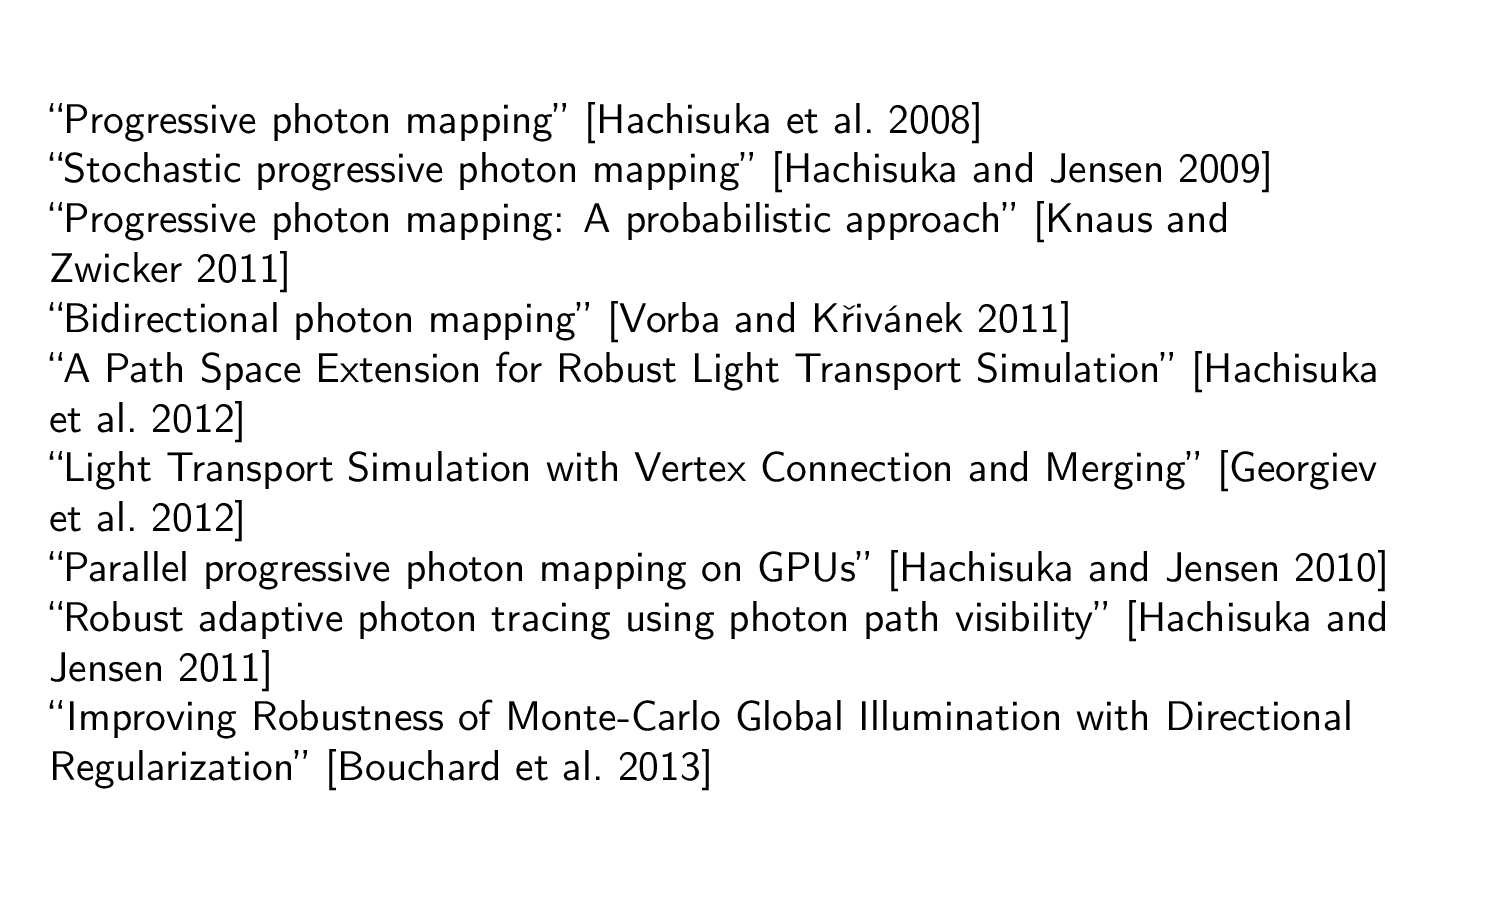 “Progressive photon mapping” [Hachisuka et al. 2008]
“Stochastic progressive photon mapping” [Hachisuka and Jensen 2009]
“Progressive photon mapping: A probabilistic approach” [Knaus and
Zwicker 2011]
“Bidirectional photon mapping” [Vorba and Křivánek 2011]
“A Path Space Extension for Robust Light Transport Simulation” [Hachisuka
et al. 2012]
“Light Transport Simulation with Vertex Connection and Merging” [Georgiev
et al. 2012]
“Parallel progressive photon mapping on GPUs” [Hachisuka and Jensen 2010]
“Robust adaptive photon tracing using photon path visibility” [Hachisuka and
Jensen 2011]
“Improving Robustness of Monte-Carlo Global Illumination with Directional
Regularization” [Bouchard et al. 2013]